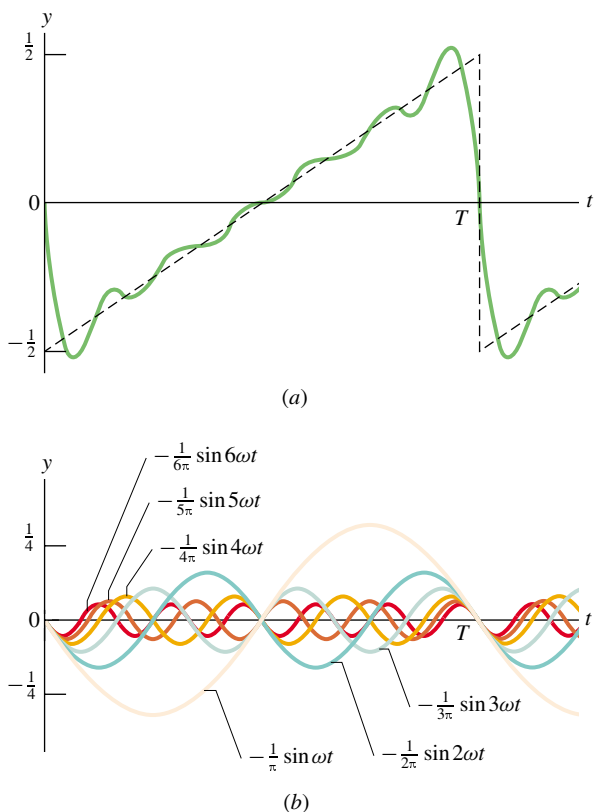 y
1/2
0
T
t
−1/2
(a)
y
−1/6π sin 6ωt
−1/5π sin 5ωt
1/4
−1/4π sin 4ωt
0
T
t
−1/4
−1/3π sin 3ωt
−1/π sin ωt
−1/2π sin 2ωt
(b)